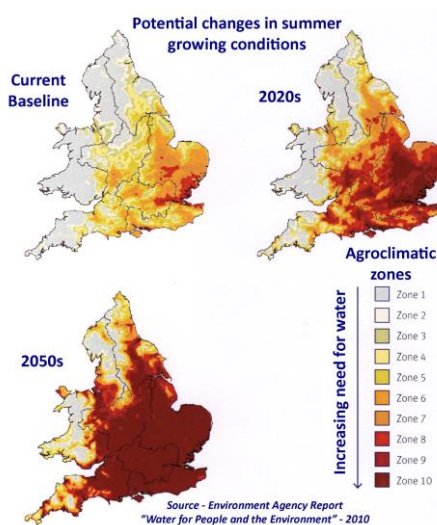 Potential changes in summer
growing conditions
Current
Baseline
2020s
Agroclimatic
zones
Increasing need for water
Zone 1
Zone 2
Zone 3
Zone 4
Zone 5
Zone 6
Zone 7
Zone 8
Zone 9
Zone 10
2050s
Source - Environment Agency Report
"Water for People and the Environment" - 2010